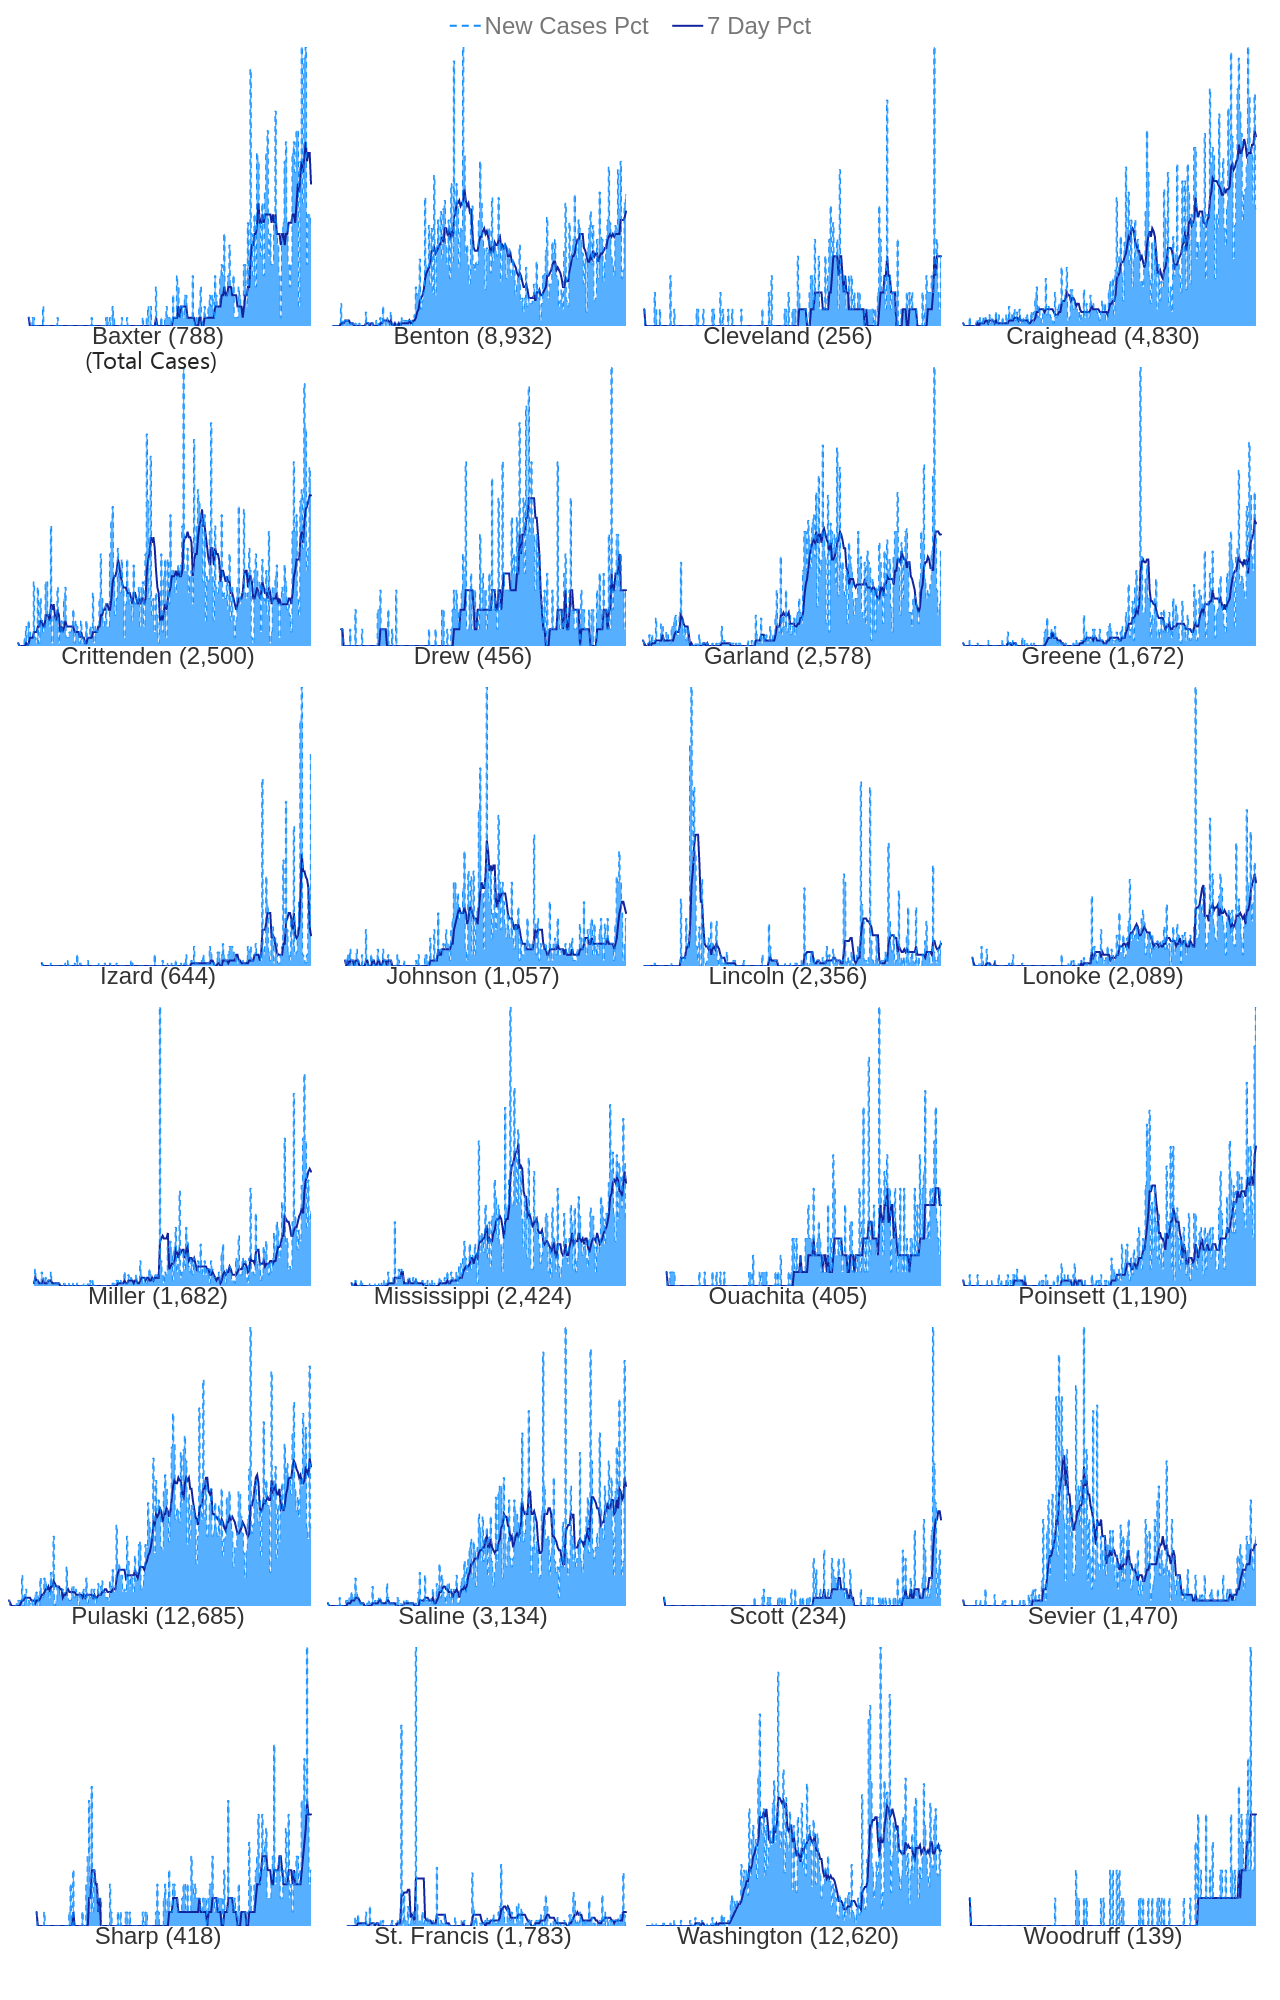 New Cases Pct 7 Day Pct
Baxter (788) Benton (8,932) Cleveland (256) Craighead (4,830)
(Total Cases)
Crittenden (2,500) Drew (456) Garland (2,578) Greene (1,672)
Izard (644) Johnson (1,057) Lincoln (2,356) Lonoke (2,089)
Miller (1,682) Mississippi (2,424) Ouachita (405) Poinsett (1,190)
Pulaski (12,685) Saline (3,134) Scott (234) Sevier (1,470)
Sharp (418) St. Francis (1,783) Washington (12,620) Woodruff (139)